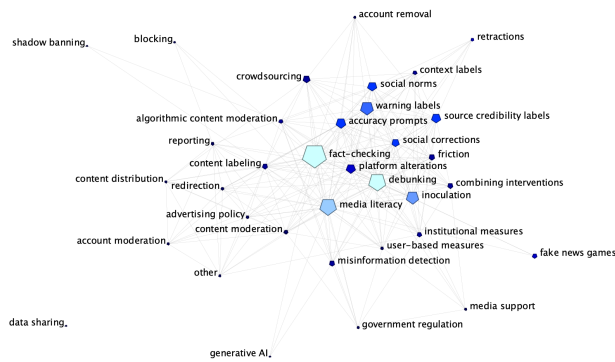 account removal
shadow banning
blocking
retractions
context labels
crowdsourcing
social norms
warning labels
source credibility labels
algorithmic content moderation
accuracy prompts
reporting
social corrections
fact-checking
friction
content labeling
platform alterations
content distribution
debunking
redirection
combining interventions
inoculation
media literacy
advertising policy
content moderation
institutional measures
account moderation
user-based measures
fake news games
misinformation detection
other
media support
data sharing
government regulation
generative AI